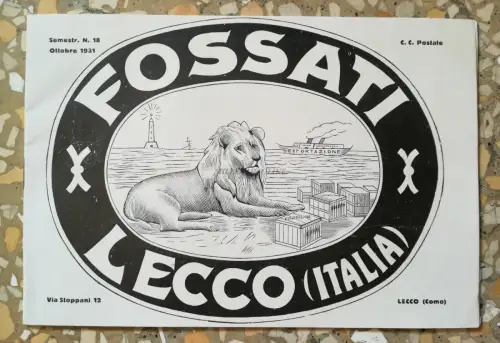 Semestr. N. 18
Ottobre 1931
C. C. Postale
FOSSATI
ESPORTAZIONE
LECCO (ITALIA)
Via Stoppani 12
LECCO (Como)